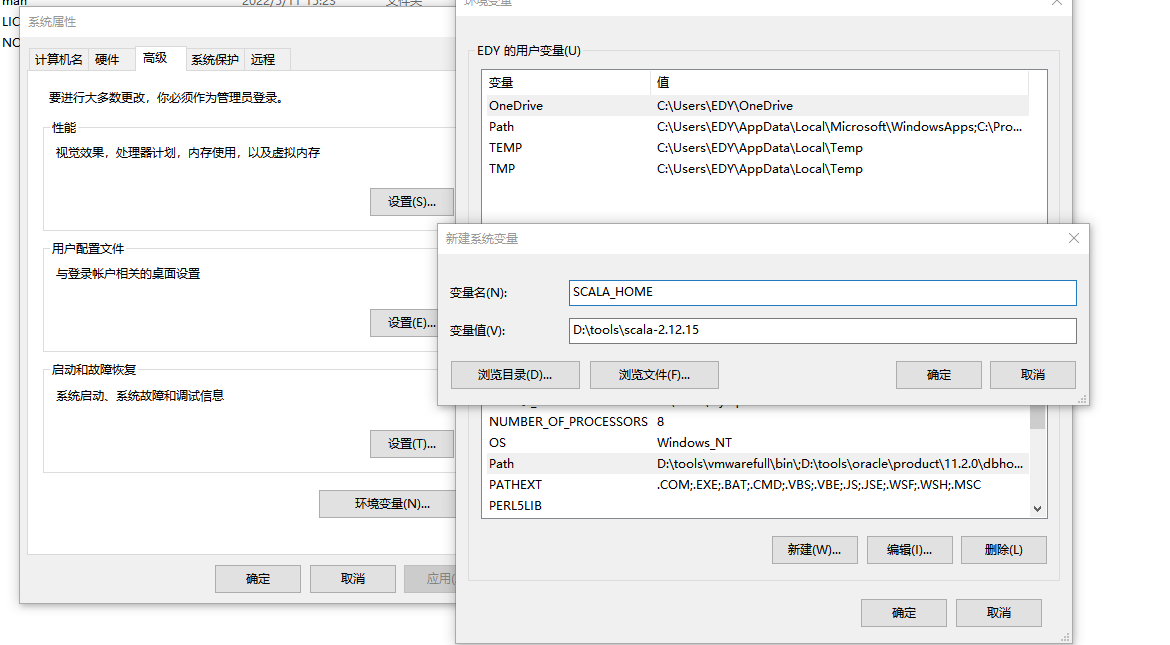 man 2022/5/11 15:23 文件夹
LIC
NO
系统属性
计算机名 硬件 高级 系统保护 远程
要进行大多数更改，你必须作为管理员登录。
性能
视觉效果，处理器计划，内存使用，以及虚拟内存
设置(S)...
用户配置文件
与登录帐户相关的桌面设置
设置(E)...
启动和故障恢复
系统启动、系统故障和调试信息
设置(T)...
环境变量(N)...
确定 取消 应用(
环境变量
EDY 的用户变量(U)
变量 值
OneDrive C:\Users\EDY\OneDrive
Path C:\Users\EDY\AppData\Local\Microsoft\WindowsApps;C:\Pro...
TEMP C:\Users\EDY\AppData\Local\Temp
TMP C:\Users\EDY\AppData\Local\Temp
新建系统变量
变量名(N): SCALA_HOME
变量值(V): D:\tools\scala-2.12.15
浏览目录(D)... 浏览文件(F)... 确定 取消
NUMBER_OF_PROCESSORS 8
OS Windows_NT
Path D:\tools\vmwarefull\bin\;D:\tools\oracle\product\11.2.0\dbho...
PATHEXT .COM;.EXE;.BAT;.CMD;.VBS;.VBE;.JS;.JSE;.WSF;.WSH;.MSC
PERL5LIB
新建(W)... 编辑(I)... 删除(L)
确定 取消